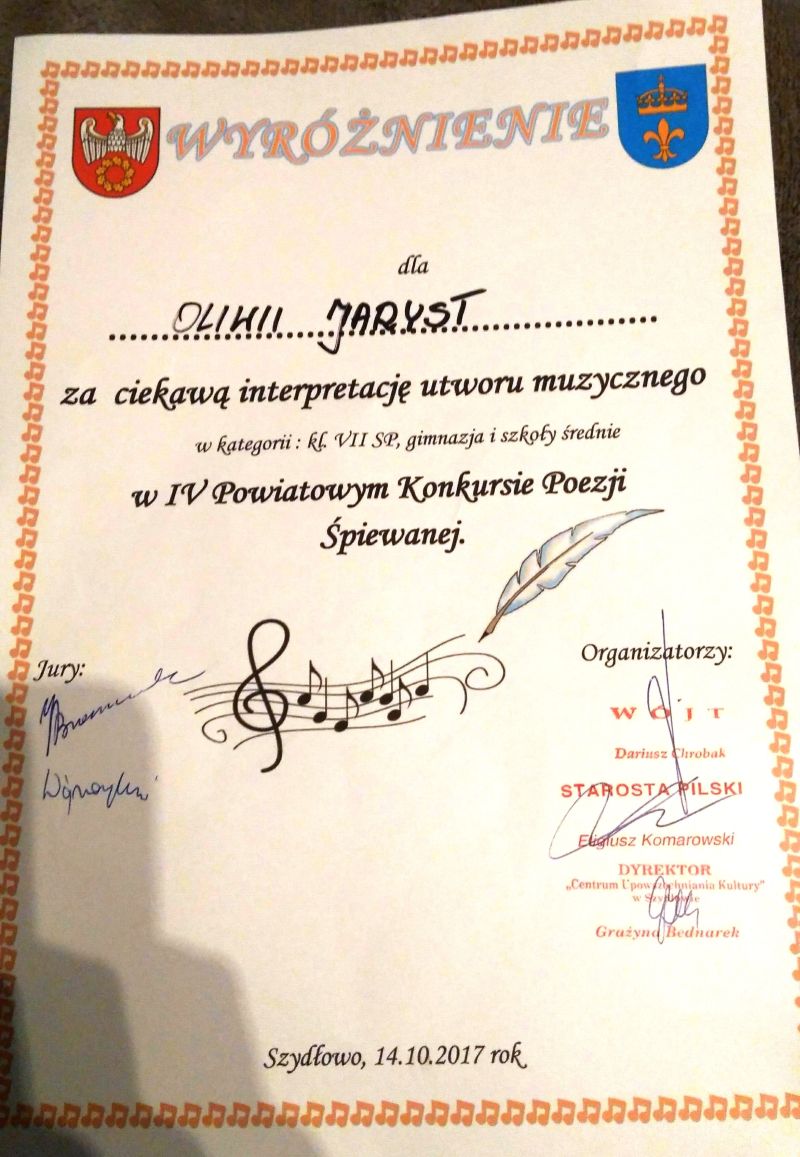 WYRÓŻNIENIE
dla
OLIWII JARYST
za ciekawą interpretację utworu muzycznego
w kategorii : kl. VII SP, gimnazja i szkoły średnie
w IV Powiatowym Konkursie Poezji
Śpiewanej.
Jury:
Organizatorzy:
WÓJT
Dariusz Chrobak
STAROSTA PILSKI
Eligiusz Komarowski
DYREKTOR
„Centrum Upowszechniania Kultury"
w Szydłowie
Grażyna Bednarek
Szydłowo, 14.10.2017 rok